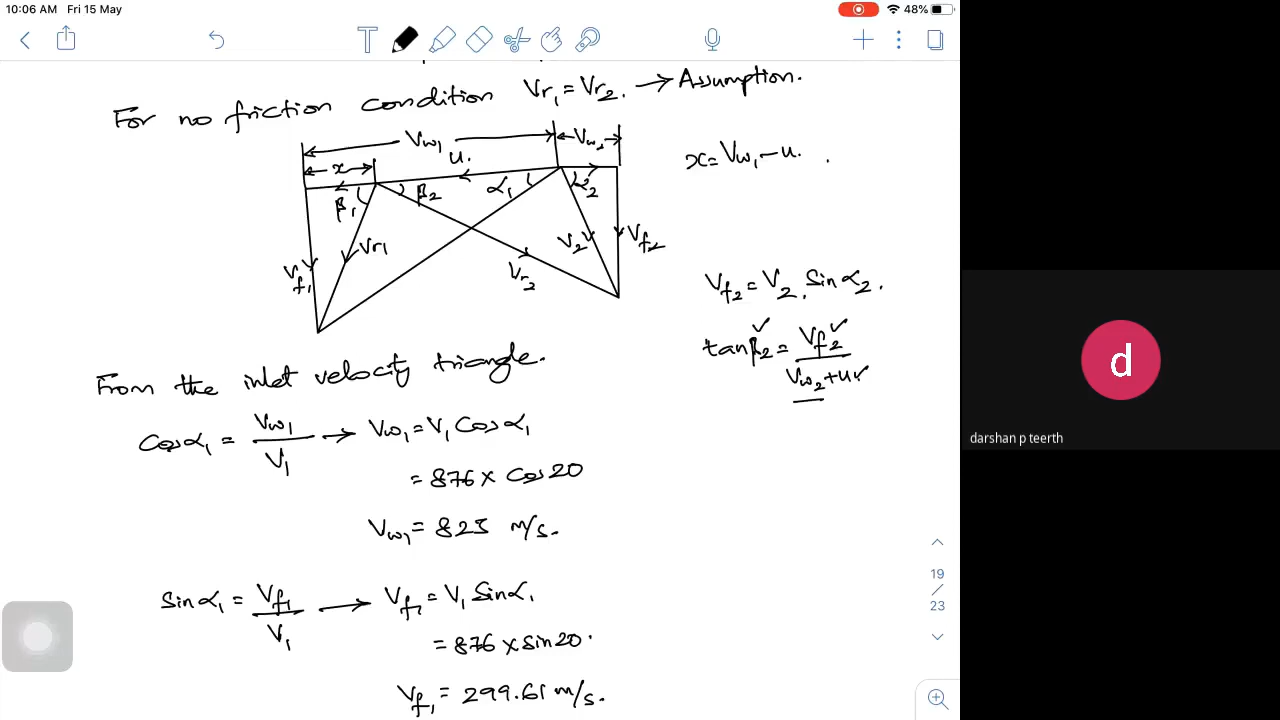 10:06 AM Fri 15 May
48%
For no friction condition Vr₁ = Vr₂. → Assumption.
Vw₁
Vw₂
x
u.
x = Vw₁ – u.
β₁
β₂
α₁
α₂
Vf₁
Vr₁
Vr₂
V₂
Vf₂
Vf₂ = V₂ . Sin α₂ .
tanβ₂ = Vf₂ / Vw₂ + u
From the inlet velocity triangle.
Cos α₁ = Vw₁ / V₁ → Vw₁ = V₁ Cos α₁
= 876 x Cos 20
Vw₁ = 823 m/s.
Sin α₁ = Vf₁ / V₁ → Vf₁ = V₁ Sin α₁
= 876 x sin 20.
Vf₁ = 299.61 m/s.
19
/
23
d
darshan p teerth